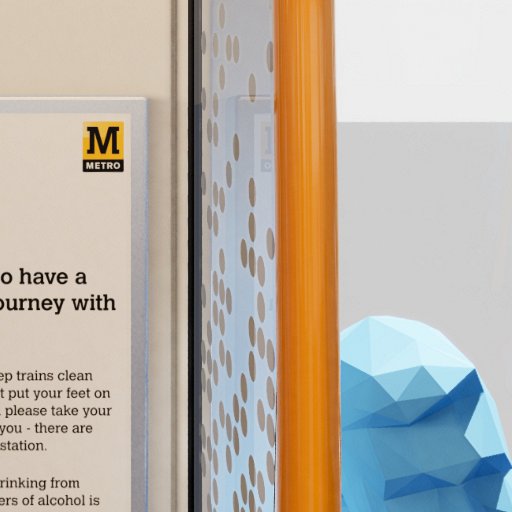 M
METRO
o have a
ourney with
ep trains clean
t put your feet on
please take your
you - there are
station.
rinking from
ers of alcohol is